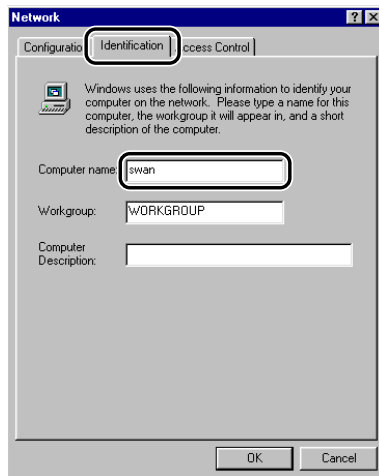 Network
Configuratio Identification ccess Control
Windows uses the following information to identify your
computer on the network. Please type a name for this
computer, the workgroup it will appear in, and a short
description of the computer.
Computer name: swan
Workgroup: WORKGROUP
Computer
Description:
OK Cancel